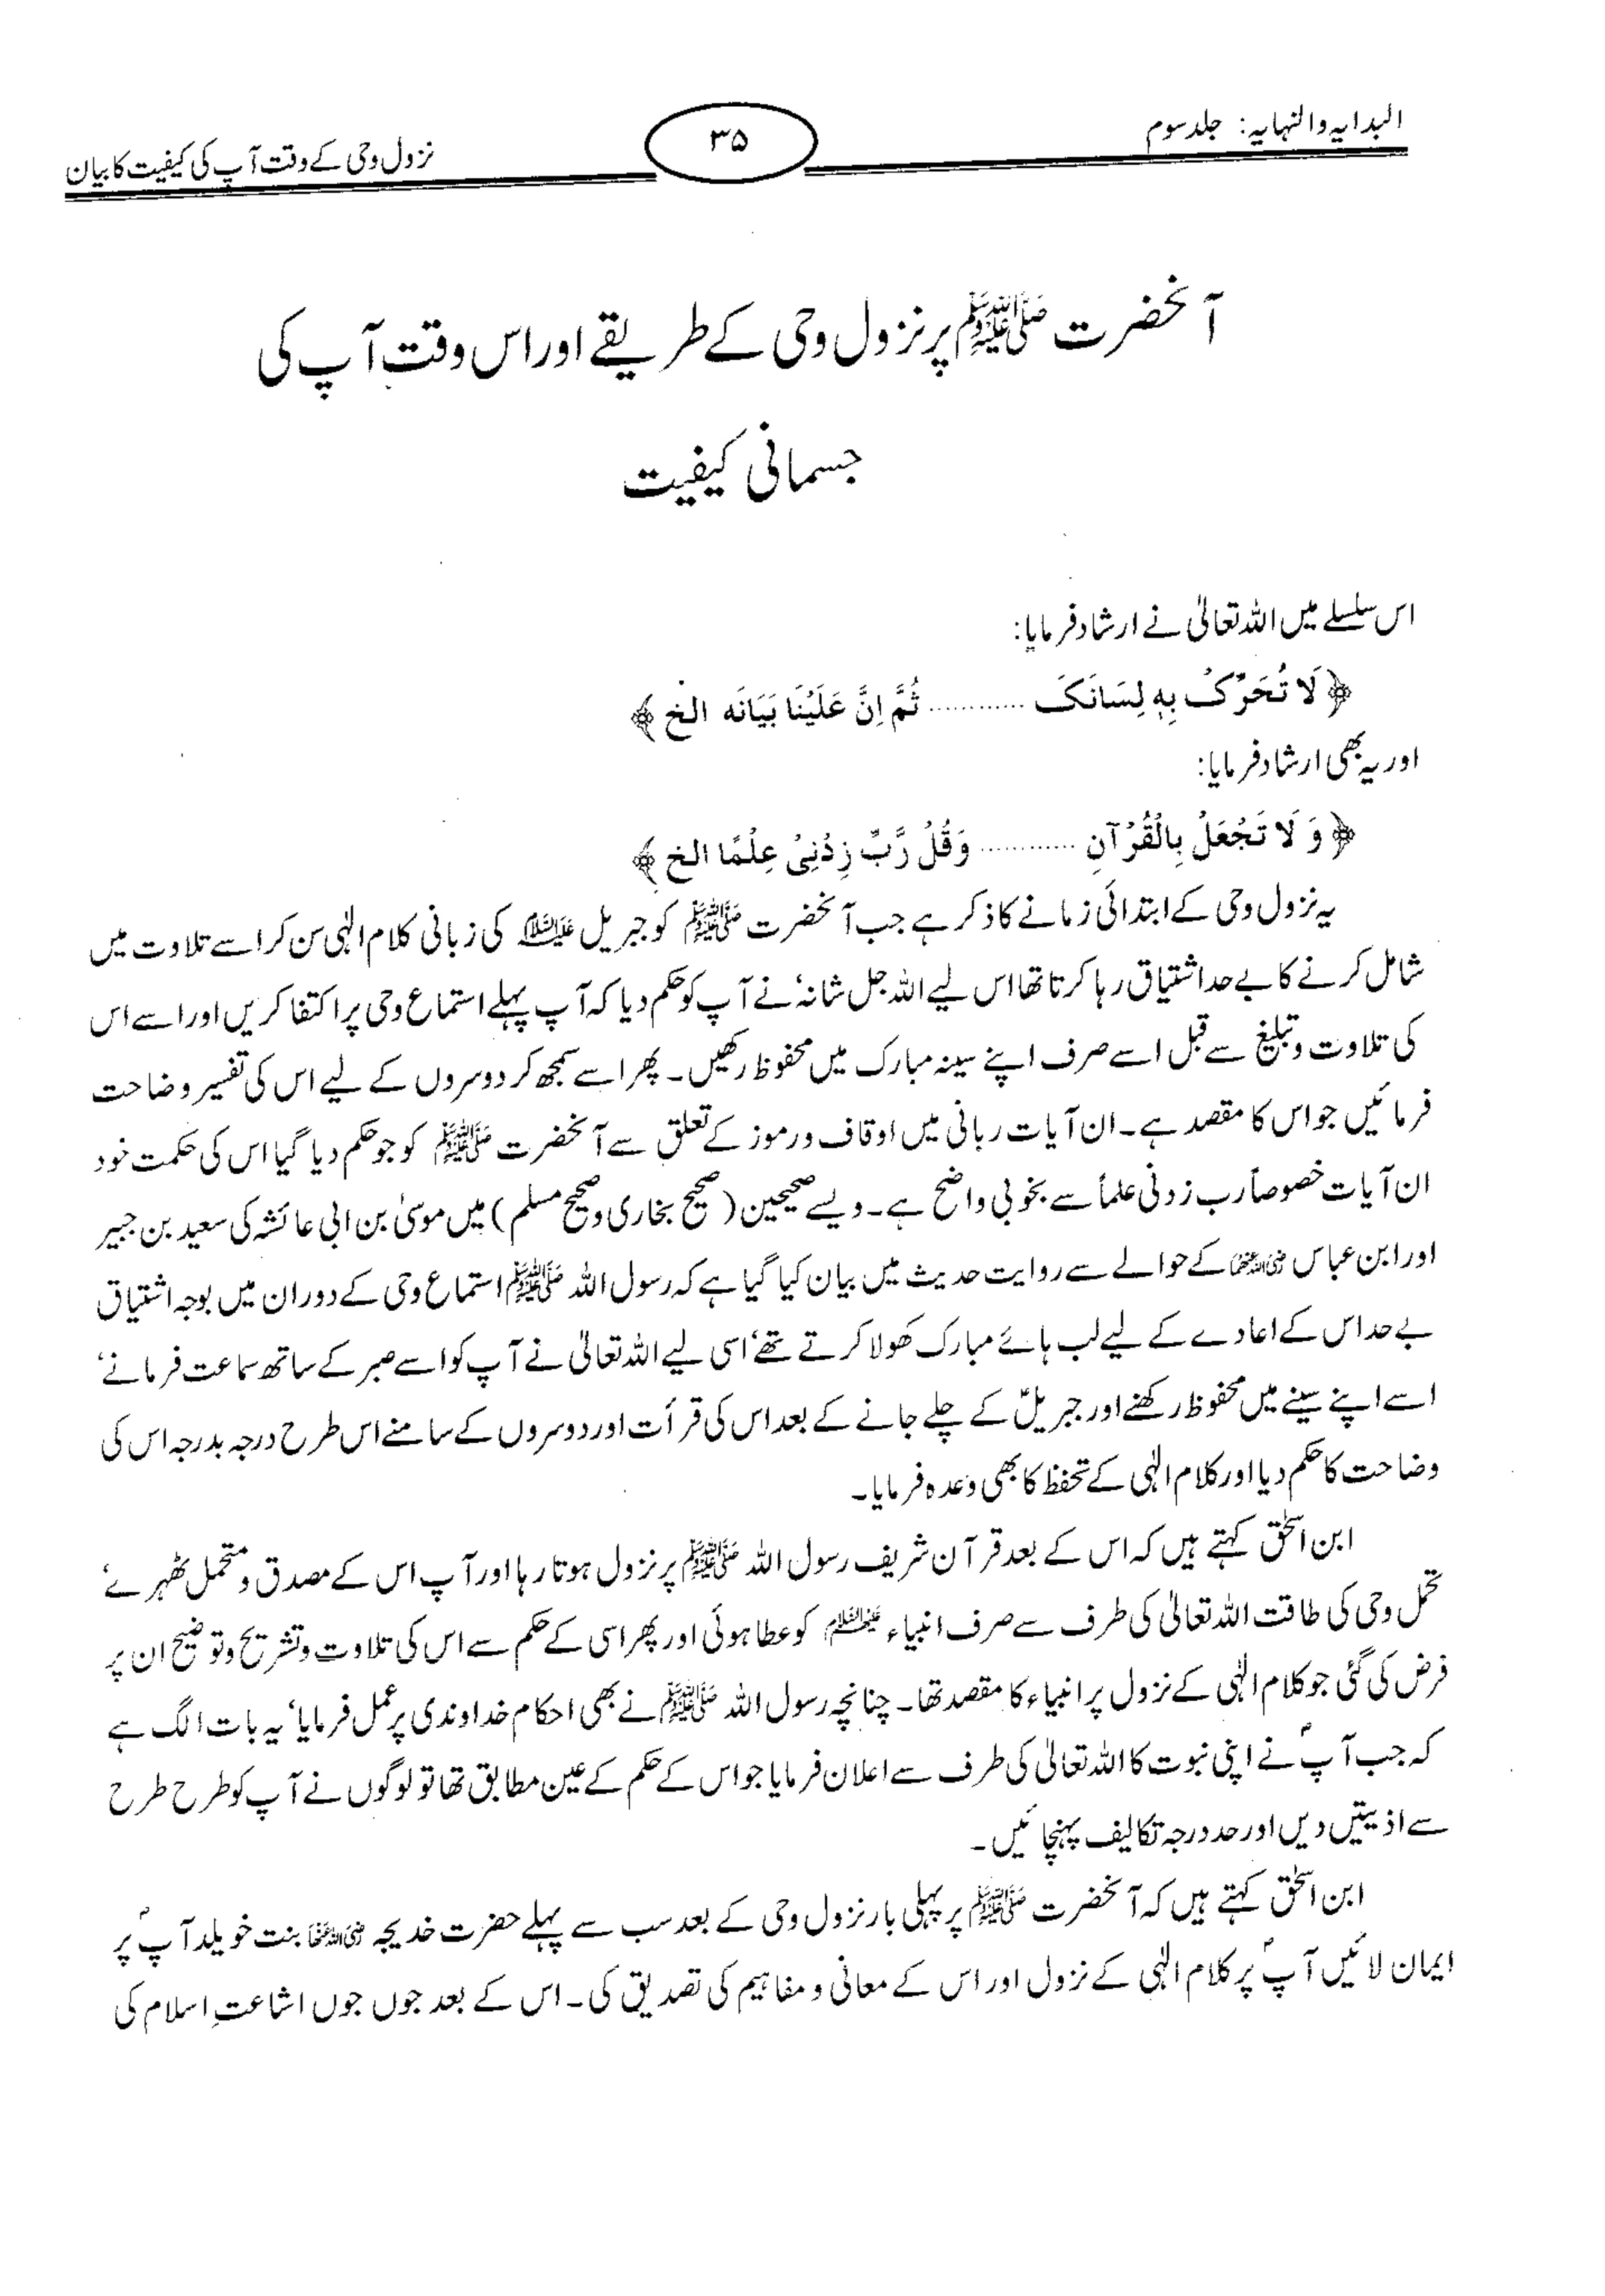 البدایہ والنہایہ: جلد سوم
۳۵
نزول وحی کے وقت آپ کی کیفیت کا بیان
آنحضرت ﷺ پر نزول وحی کے طریقے اور اس وقت آپ کی
جسمانی کیفیت
اس سلسلے میں اللہ تعالیٰ نے ارشاد فرمایا:
﴿لَا تُحَرِّکْ بِہٖ لِسَانَکَ ............ ثُمَّ اِنَّ عَلَیْنَا بَیَانَہ الخ﴾
اور یہ بھی ارشاد فرمایا:
﴿وَ لَا تَجْعَلْ بِالْقُرْآنِ ............ وَقُلْ رَّبِّ زِدْنِیْ عِلْمًا الخ﴾
یہ نزول وحی کے ابتدائی زمانے کا ذکر ہے جب آنحضرت ﷺ کو جبریل علیہ السلام کی زبانی کلام الٰہی سن کر اسے تلاوت میں
شامل کرنے کا بے حد اشتیاق رہا کرتا تھا اس لیے اللہ جل شانہ‘ نے آپ کو حکم دیا کہ آپ پہلے استماع وحی پر اکتفا کریں اور اسے اس
کی تلاوت و تبلیغ سے قبل اسے صرف اپنے سینہ مبارک میں محفوظ رکھیں۔ پھر اسے سمجھ کر دوسروں کے لیے اس کی تفسیر و ضاحت
فرمائیں جو اس کا مقصد ہے۔ ان آیات ربانی میں اوقاف و رموز کے تعلق سے آنحضرت ﷺ کو جو حکم دیا گیا اس کی حکمت خود
ان آیات خصوصاً رب زدنی علماً سے بخوبی واضح ہے۔ ویسے صحیحین (صحیح بخاری و صحیح مسلم) میں موسیٰ بن ابی عائشہ کی سعید بن جبیر
اور ابن عباس رضی اللہ عنہما کے حوالے سے روایت حدیث میں بیان کیا گیا ہے کہ رسول اللہ ﷺ استماع وحی کے دوران میں بوجہ اشتیاق
بے حد اس کے اعادے کے لیے لب ہائے مبارک کھولا کرتے تھے‘ اسی لیے اللہ تعالیٰ نے آپ کو اسے صبر کے ساتھ سماعت فرمانے‘
اسے اپنے سینے میں محفوظ رکھنے اور جبریلؑ کے چلے جانے کے بعد اس کی قرأت اور دوسروں کے سامنے اس طرح درجہ بدرجہ اس کی
وضاحت کا حکم دیا اور کلام الٰہی کے تحفظ کا بھی وعدہ فرمایا۔
ابن اسحٰق کہتے ہیں کہ اس کے بعد قرآن شریف رسول اللہ ﷺ پر نزول ہوتا رہا اور آپ اس کے مصدق و متحمل ٹھہرے‘
تحمل وحی کی طاقت اللہ تعالیٰ کی طرف سے صرف انبیاء علیہم السلام کو عطا ہوئی اور پھر اسی کے حکم سے اس کی تلاوت و تشریح و توضیح ان پر
فرض کی گئی جو کلام الٰہی کے نزول پر انبیاء کا مقصد تھا۔ چنانچہ رسول اللہ ﷺ نے بھی احکام خداوندی پر عمل فرمایا‘ یہ بات الگ ہے
کہ جب آپؐ نے اپنی نبوت کا اللہ تعالیٰ کی طرف سے اعلان فرمایا جو اس کے حکم کے عین مطابق تھا تو لوگوں نے آپ کو طرح طرح
سے اذیتیں دیں اور حد درجہ تکالیف پہنچائیں۔
ابن اسحٰق کہتے ہیں کہ آنحضرت ﷺ پر پہلی بار نزول وحی کے بعد سب سے پہلے حضرت خدیجہ رضی اللہ عنہا بنت خویلد آپؐ پر
ایمان لائیں آپؐ پر کلام الٰہی کے نزول اور اس کے معانی و مفاہیم کی تصدیق کی۔ اس کے بعد جوں جوں اشاعتِ اسلام کی